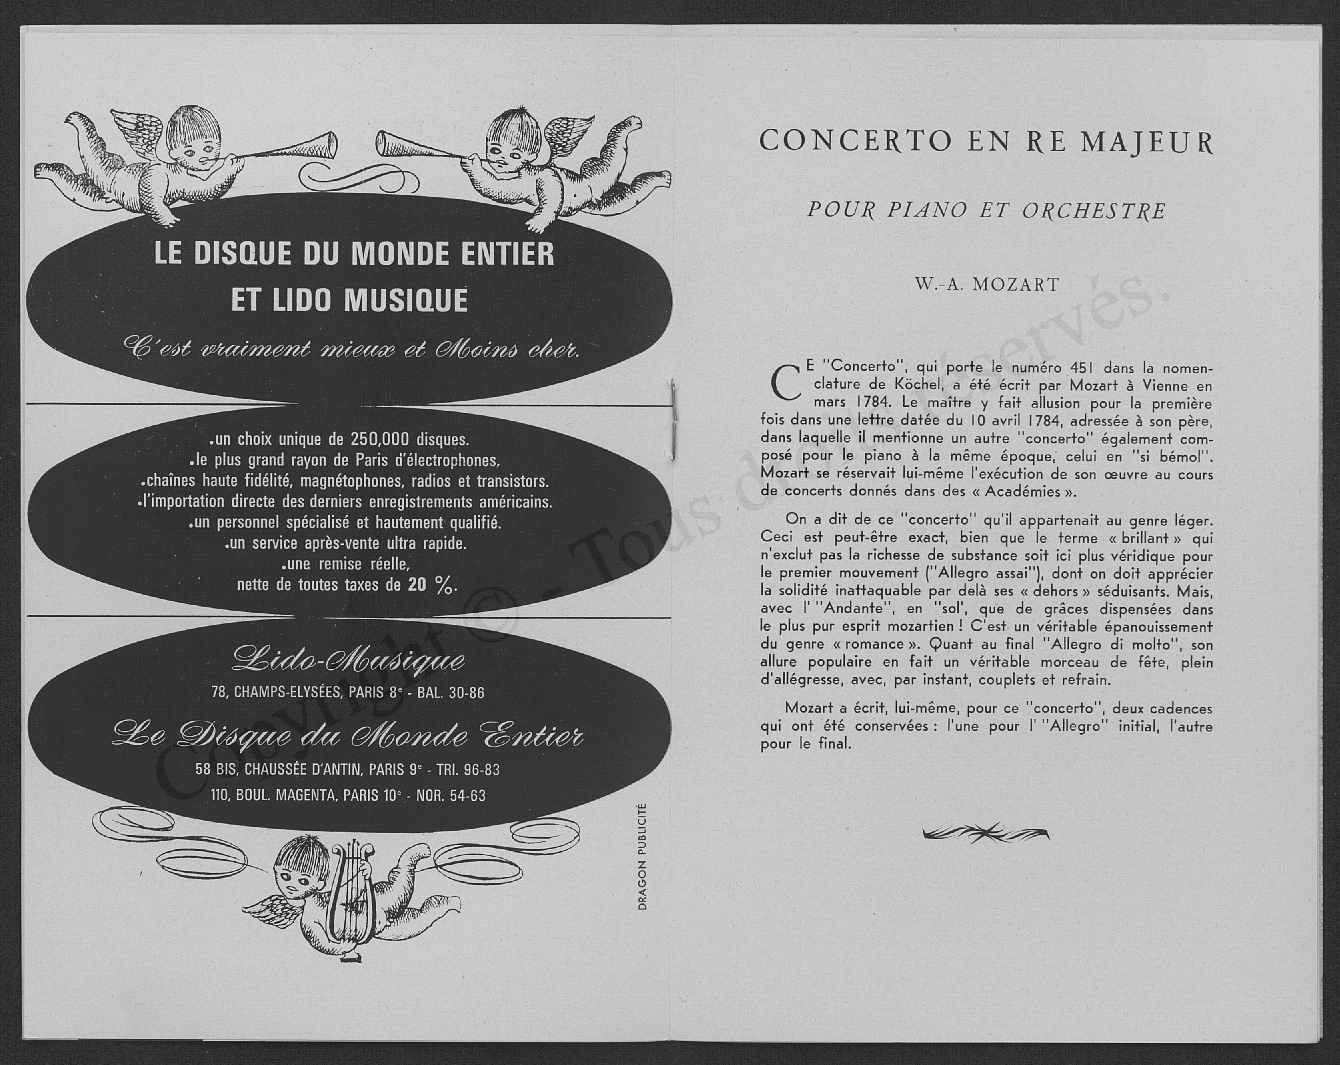 LE DISQUE DU MONDE ENTIER
ET LIDO MUSIQUE
C'est vraiment mieux et Moins cher.
.un choix unique de 250,000 disques.
.le plus grand rayon de Paris d'électrophones,
.chaînes haute fidélité, magnétophones, radios et transistors.
.l'importation directe des derniers enregistrements américains.
.un personnel spécialisé et hautement qualifié.
.un service après-vente ultra rapide.
.une remise réelle,
nette de toutes taxes de 20 %.
Lido-Musique
78, CHAMPS-ELYSÉES, PARIS 8e - BAL. 30-86
Le Disque du Monde Entier
58 BIS, CHAUSSÉE D'ANTIN, PARIS 9e - TRI. 96-83
110, BOUL. MAGENTA, PARIS 10e - NOR. 54-63
DRAGON PUBLICITÉ
CONCERTO EN RE MAJEUR
POUR PIANO ET ORCHESTRE
W.-A. MOZART
CE "Concerto", qui porte le numéro 451 dans la nomen-
clature de Köchel, a été écrit par Mozart à Vienne en
mars 1784. Le maître y fait allusion pour la première
fois dans une lettre datée du 10 avril 1784, adressée à son père,
dans laquelle il mentionne un autre "concerto" également com-
posé pour le piano à la même époque, celui en "si bémol".
Mozart se réservait lui-même l'exécution de son œuvre au cours
de concerts donnés dans des « Académies ».
On a dit de ce "concerto" qu'il appartenait au genre léger.
Ceci est peut-être exact, bien que le terme « brillant » qui
n'exclut pas la richesse de substance soit ici plus véridique pour
le premier mouvement ("Allegro assai"), dont on doit apprécier
la solidité inattaquable par delà ses « dehors » séduisants. Mais,
avec l' "Andante", en "sol", que de grâces dispensées dans
le plus pur esprit mozartien ! C'est un véritable épanouissement
du genre « romance ». Quant au final "Allegro di molto", son
allure populaire en fait un véritable morceau de fête, plein
d'allégresse, avec, par instant, couplets et refrain.
Mozart a écrit, lui-même, pour ce "concerto", deux cadences
qui ont été conservées : l'une pour l' "Allegro" initial, l'autre
pour le final.
Copyright © - Tous droits réservés.